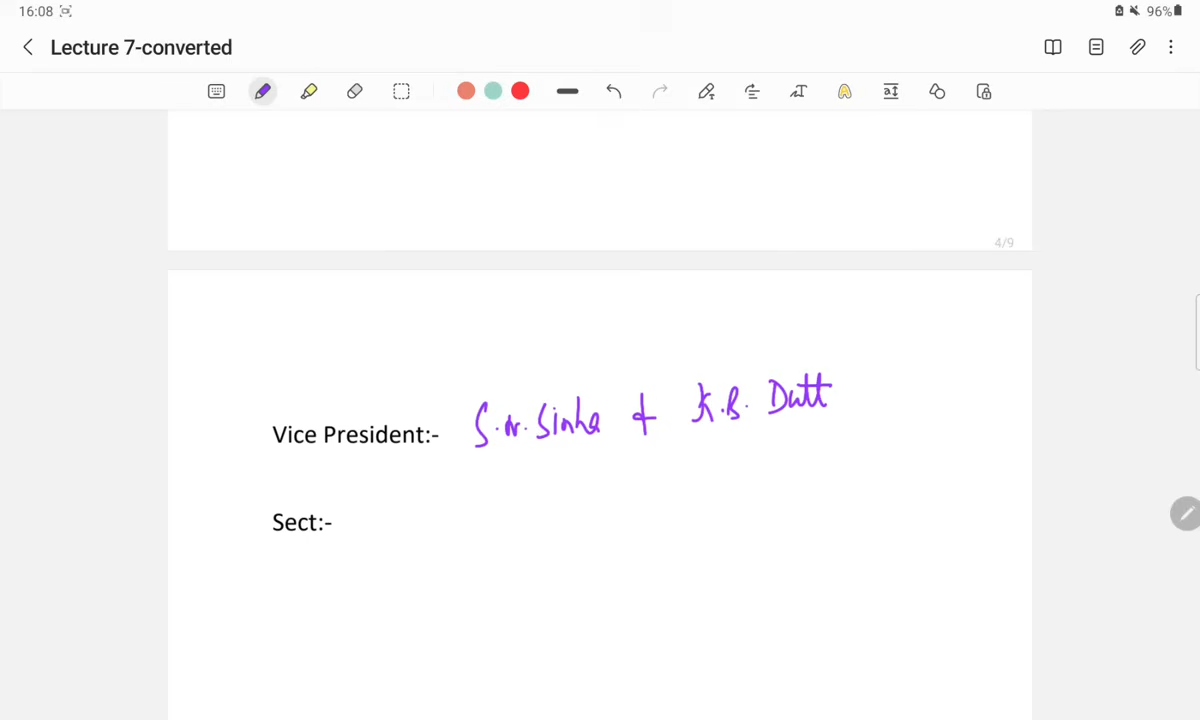 16:08
96%
Lecture 7-converted
4/9
Vice President:- S.N. Sinha & K.B. Dutt
Sect:-